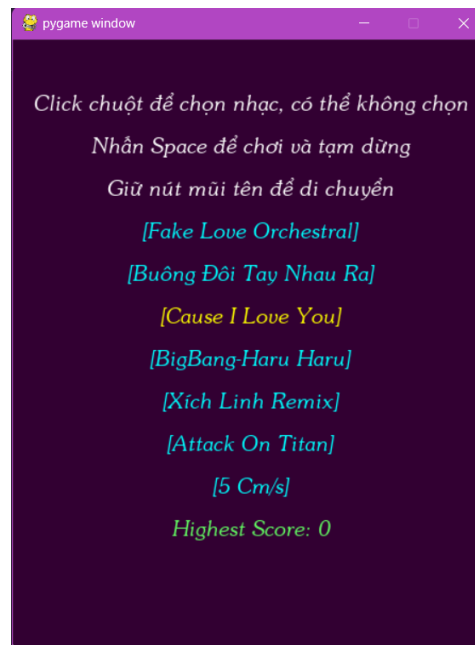 pygame window
Click chuột để chọn nhạc, có thể không chọn
Nhấn Space để chơi và tạm dừng
Giữ nút mũi tên để di chuyển
[Fake Love Orchestral]
[Buông Đôi Tay Nhau Ra]
[Cause I Love You]
[BigBang-Haru Haru]
[Xích Linh Remix]
[Attack On Titan]
[5 Cm/s]
Highest Score: 0